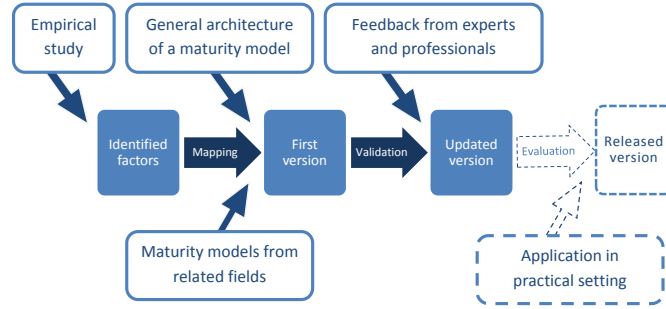 Empirical
study
General architecture
of a maturity model
Feedback from experts
and professionals
Identified
factors
Mapping
First
version
Validation
Updated
version
Evaluation
Released
version
Maturity models from
related fields
Application in
practical setting